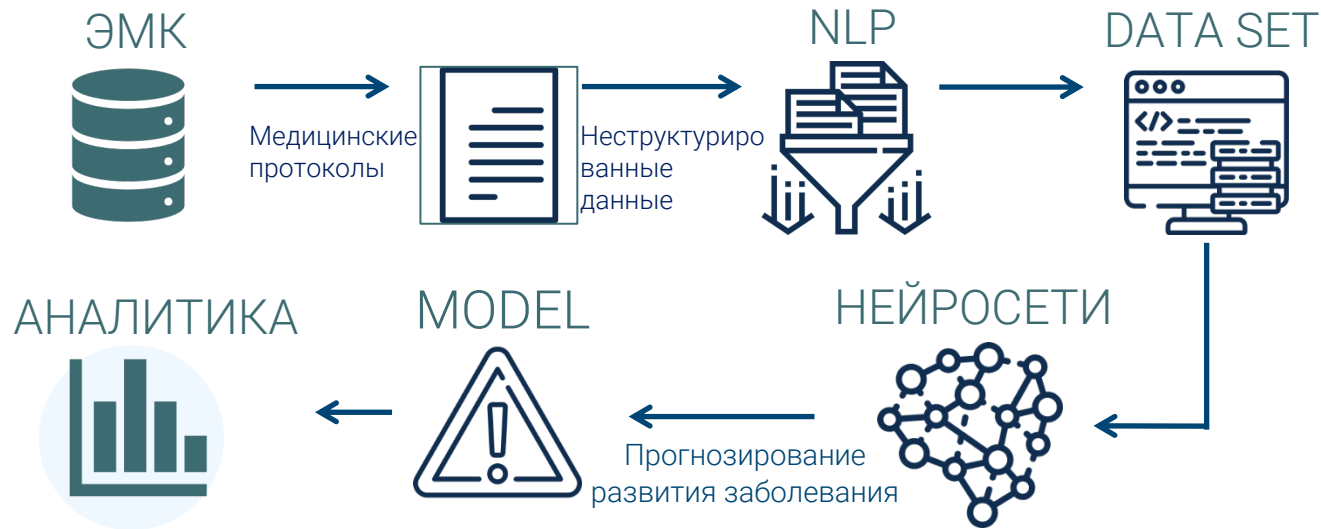 ЭМК
NLP
DATA SET
Медицинские
протоколы
Неструктуриро
ванные
данные
</>
АНАЛИТИКА
MODEL
НЕЙРОСЕТИ
Прогнозирование
развития заболевания